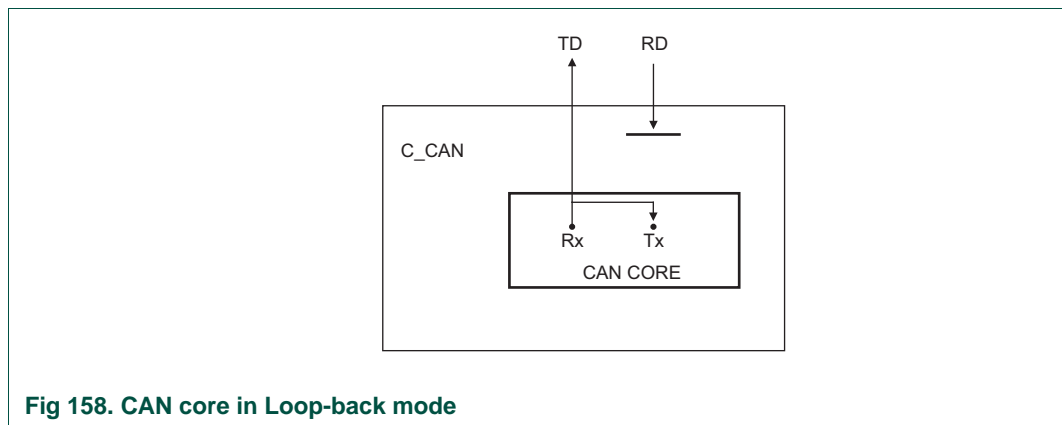 TD RD
C_CAN
Rx Tx
CAN CORE
Fig 158. CAN core in Loop-back mode